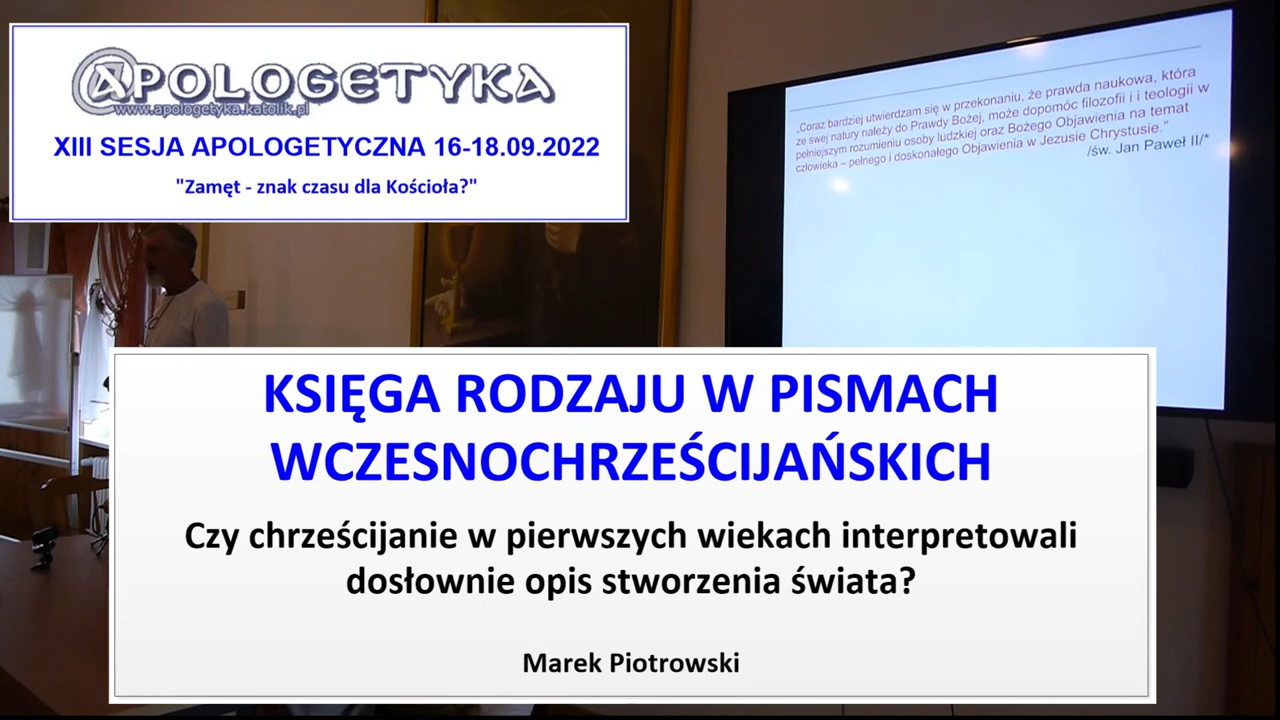 @POLOGETYKA
www.apologetyka.katolik.pl
XIII SESJA APOLOGETYCZNA 16-18.09.2022
"Zamęt - znak czasu dla Kościoła?"
„Coraz bardziej utwierdzam się w przekonaniu, że prawda naukowa, która
ze swej natury należy do Prawdy Bożej, może dopomóc filozofii i i teologii w
pełniejszym rozumieniu osoby ludzkiej oraz Bożego Objawienia na temat
człowieka – pełnego i doskonałego Objawienia w Jezusie Chrystusie.”
/św. Jan Paweł II/*
KSIĘGA RODZAJU W PISMACH
WCZESNOCHRZEŚCIJAŃSKICH
Czy chrześcijanie w pierwszych wiekach interpretowali
dosłownie opis stworzenia świata?
Marek Piotrowski